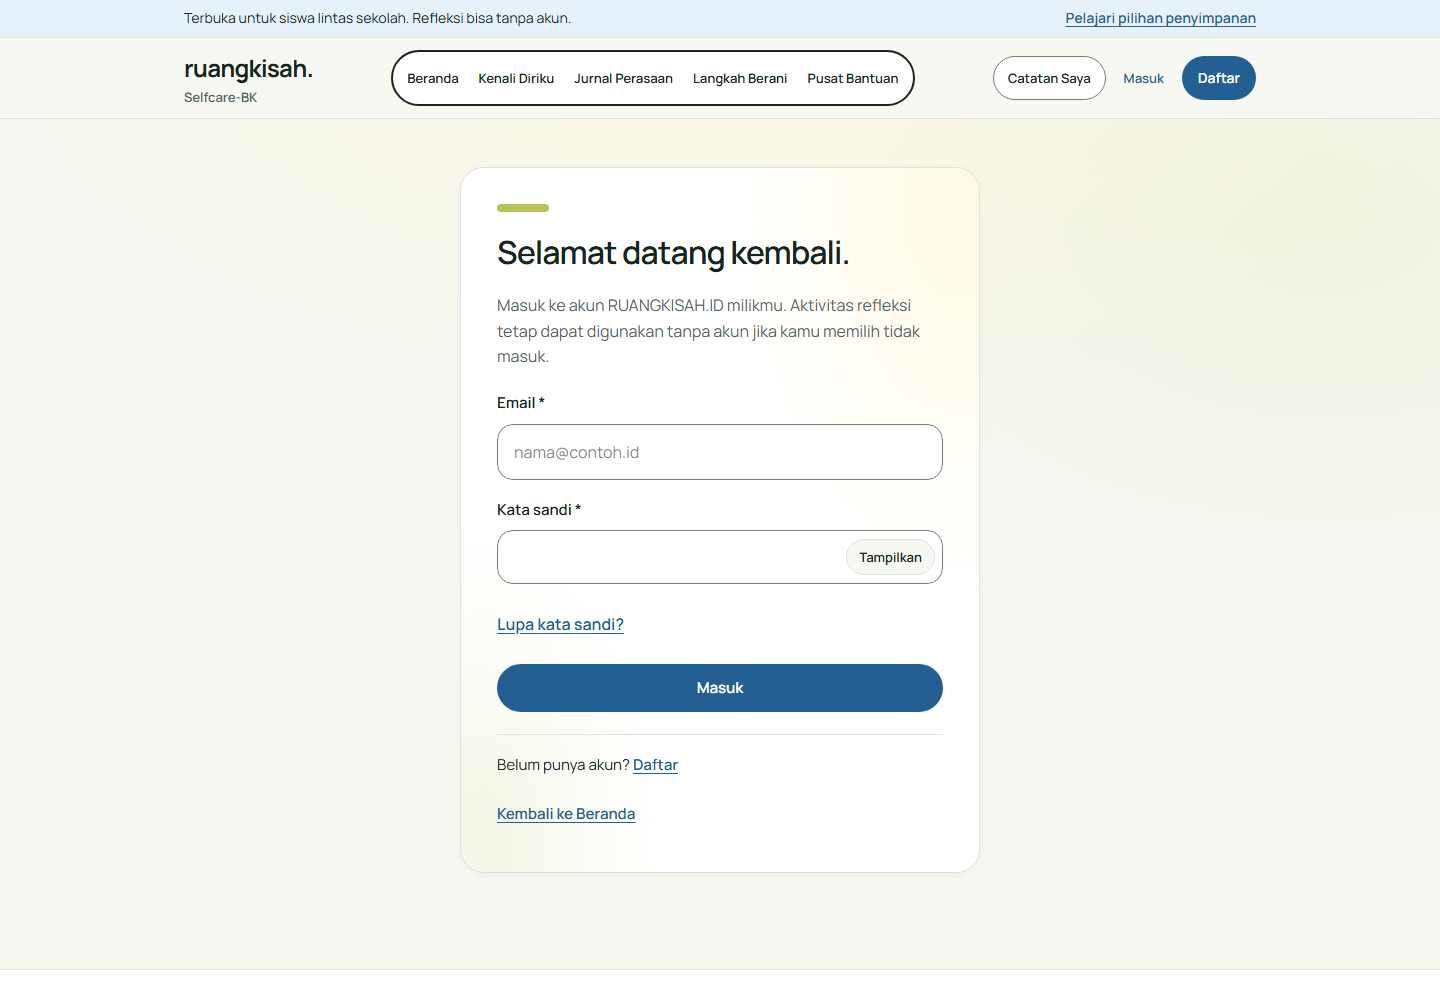 Terbuka untuk siswa lintas sekolah. Refleksi bisa tanpa akun.
Pelajari pilihan penyimpanan
ruangkisah.
Selfcare-BK
Beranda
Kenali Diriku
Jurnal Perasaan
Langkah Berani
Pusat Bantuan
Catatan Saya
Masuk
Daftar
Selamat datang kembali.
Masuk ke akun RUANGKISAH.ID milikmu. Aktivitas refleksi
tetap dapat digunakan tanpa akun jika kamu memilih tidak
masuk.
Email *
nama@contoh.id
Kata sandi *
Tampilkan
Lupa kata sandi?
Masuk
Belum punya akun? Daftar
Kembali ke Beranda